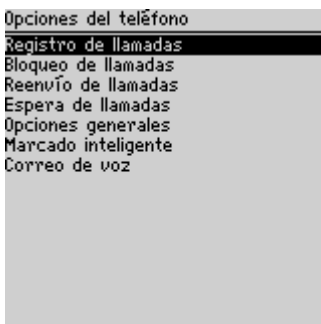 Opciones del teléfono
Registro de llamadas
Bloqueo de llamadas
Reenvío de llamadas
Espera de llamadas
Opciones generales
Marcado inteligente
Correo de voz